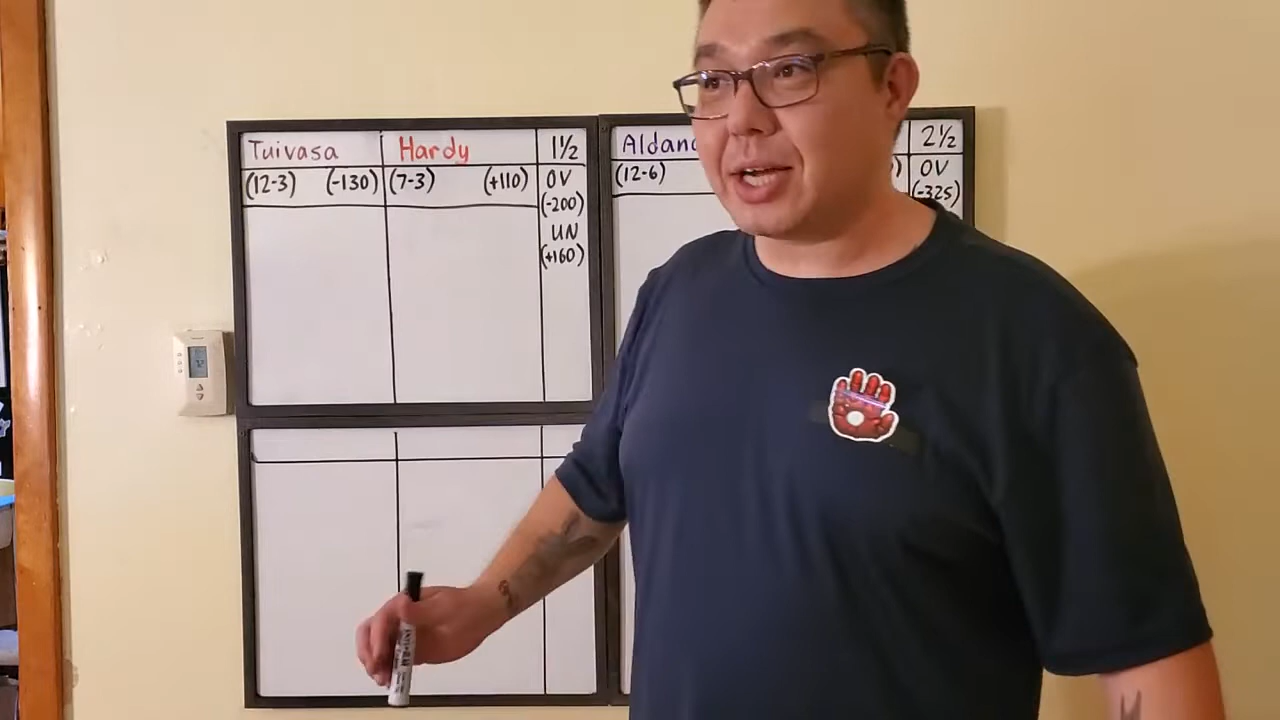 Tuivasa Hardy 1½
(12-3) (-130) (7-3) (+110) OV
(-200)
UN
(+160)
Aldana 2½
(12-6) OV
(-325)